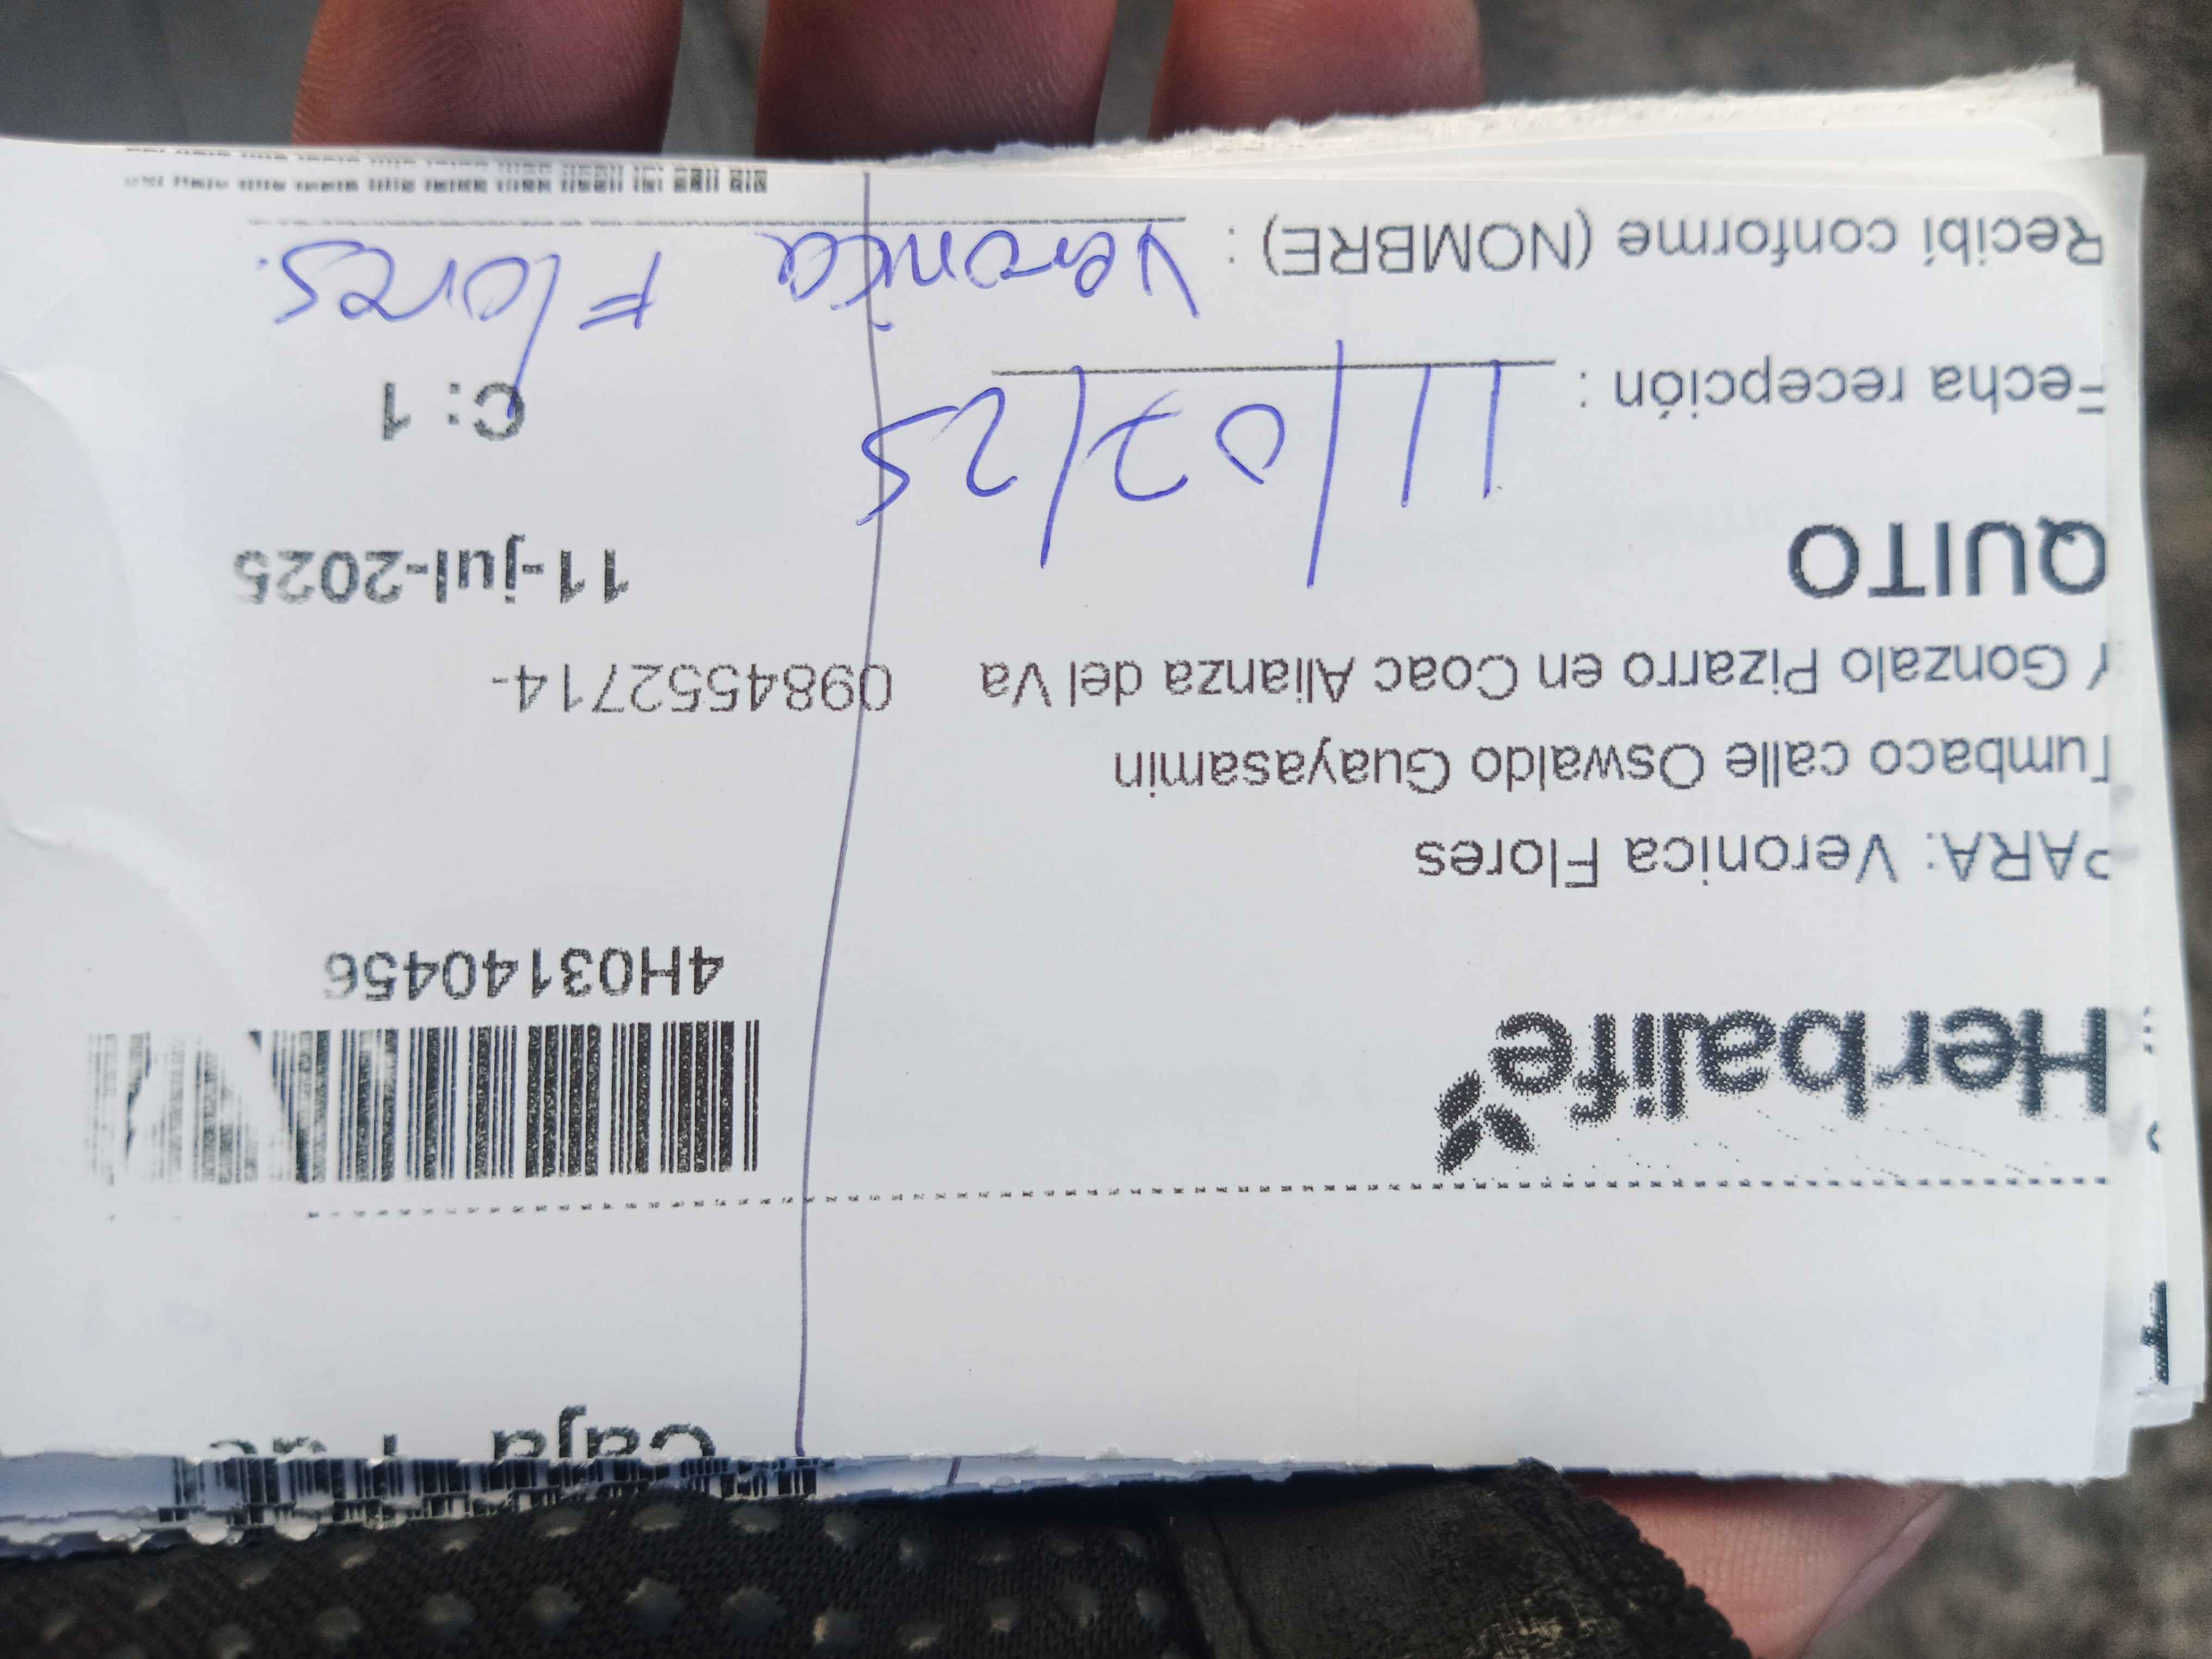 Herbalife
4H03140456
PARA: Veronica Flores
Tumbaco calle Oswaldo Guayasamin
Y Gonzalo Pizarro en Coac Alianza del Va 0984552714-
QUITO 11-jul-2025
Fecha recepción : 11/07/25 C: 1
Recibí conforme (NOMBRE) : Veronica Flores.